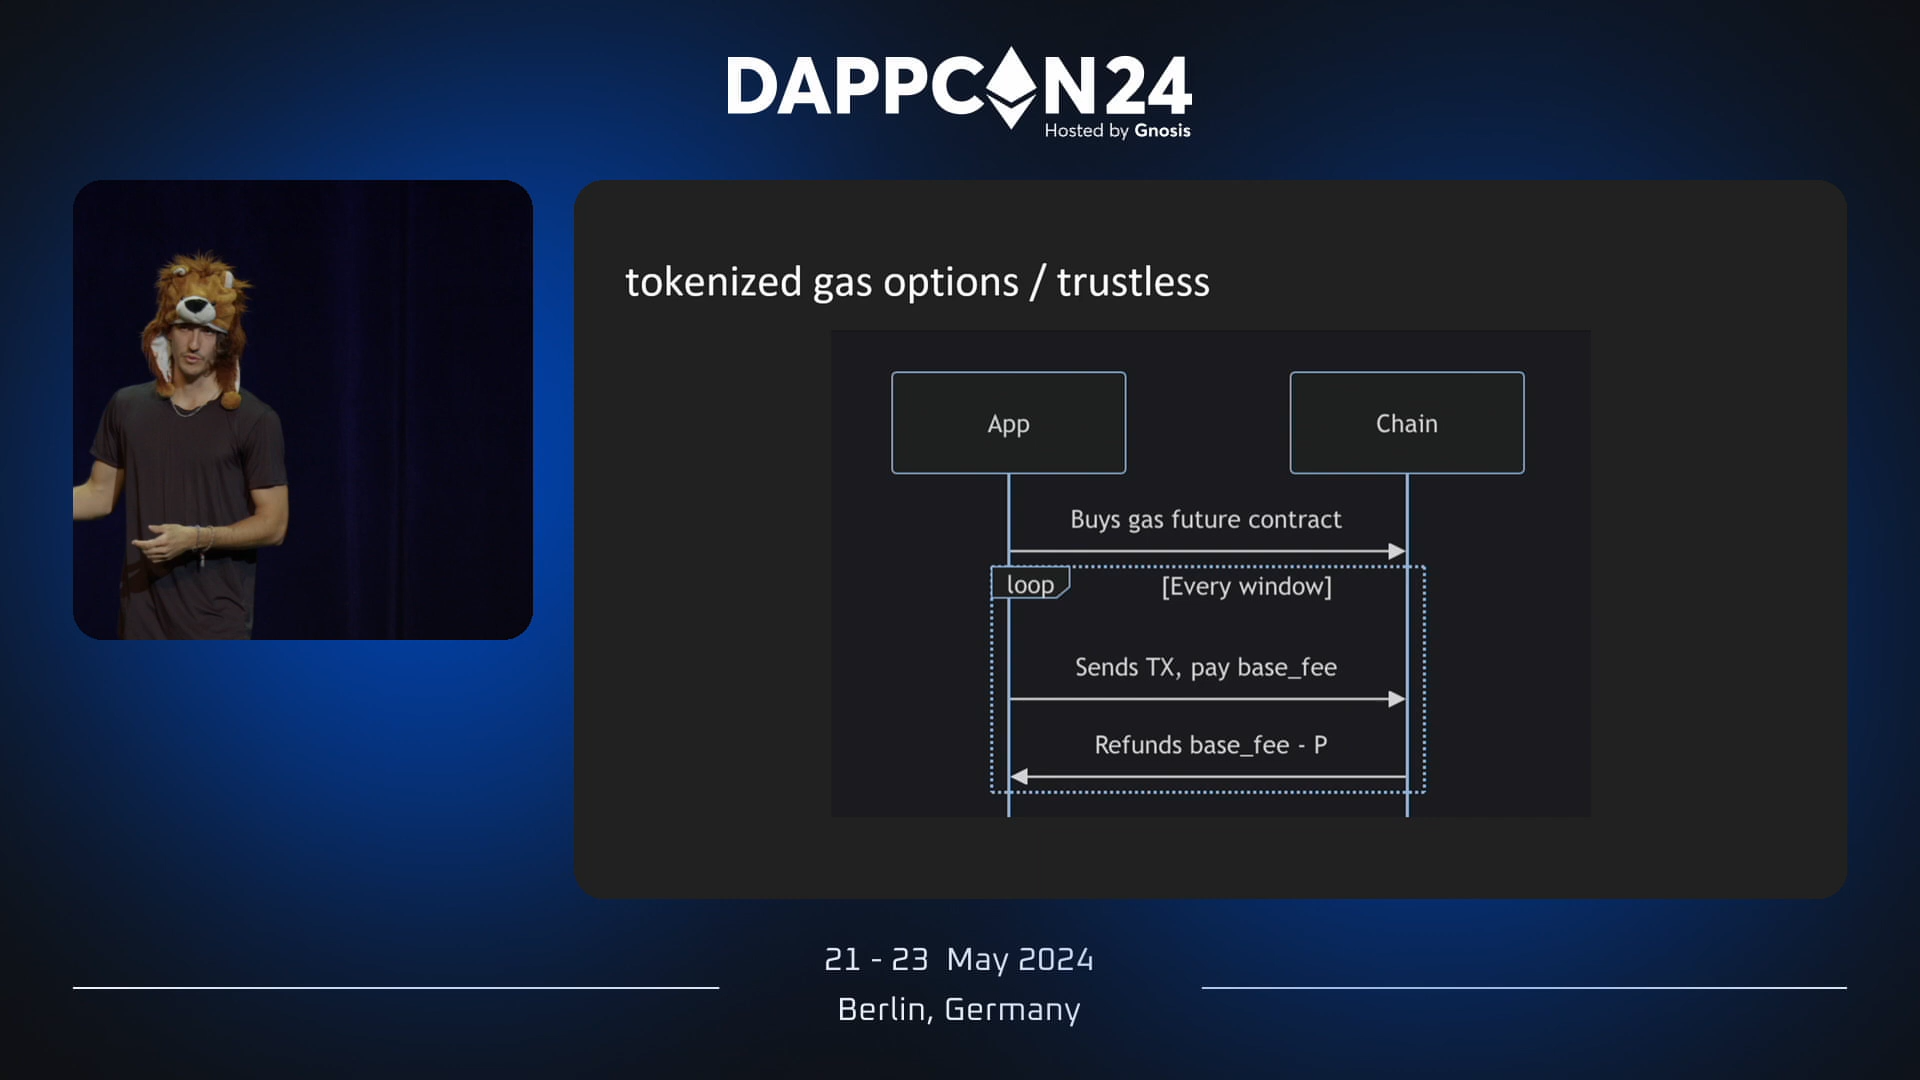 DAPPCON24
Hosted by Gnosis
tokenized gas options / trustless
App
Chain
Buys gas future contract
loop
[Every window]
Sends TX, pay base_fee
Refunds base_fee - P
21 - 23 May 2024
Berlin, Germany